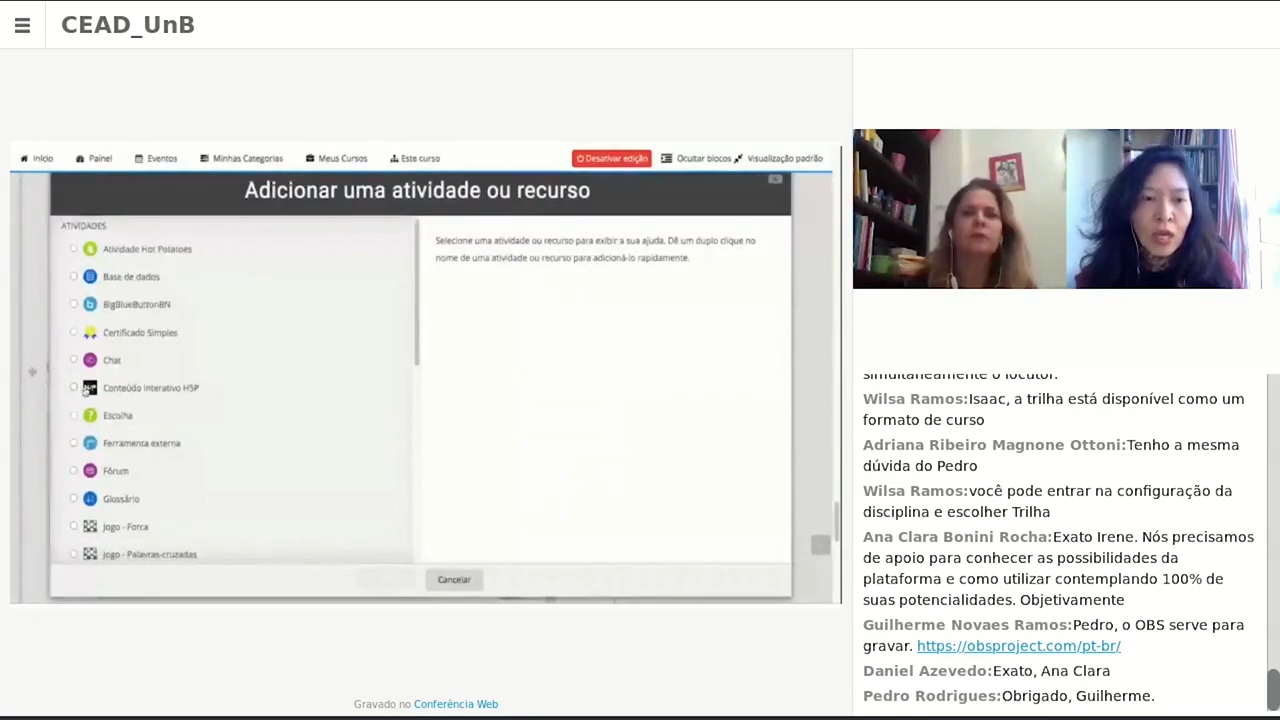 CEAD_UnB
Início Painel Eventos Minhas Categorias Meus Cursos Este curso Desativar edição Ocultar blocos Visualização padrão
Adicionar uma atividade ou recurso
ATIVIDADES
Atividade Hot Potatoes
Base de dados
BigBlueButtonBN
Certificado Simples
Chat
Conteúdo Interativo H5P
Escolha
Ferramenta externa
Fórum
Glossário
Jogo - Forca
Jogo - Palavras-cruzadas
Selecione uma atividade ou recurso para exibir a sua ajuda. Dê um duplo clique no
nome de uma atividade ou recurso para adicioná-lo rapidamente.
Cancelar
Gravado no Conferência Web
simultaneamente o locutor.
Wilsa Ramos:Isaac, a trilha está disponível como um
formato de curso
Adriana Ribeiro Magnone Ottoni:Tenho a mesma
dúvida do Pedro
Wilsa Ramos:você pode entrar na configuração da
disciplina e escolher Trilha
Ana Clara Bonini Rocha:Exato Irene. Nós precisamos
de apoio para conhecer as possibilidades da
plataforma e como utilizar contemplando 100% de
suas potencialidades. Objetivamente
Guilherme Novaes Ramos:Pedro, o OBS serve para
gravar. https://obsproject.com/pt-br/
Daniel Azevedo:Exato, Ana Clara
Pedro Rodrigues:Obrigado, Guilherme.